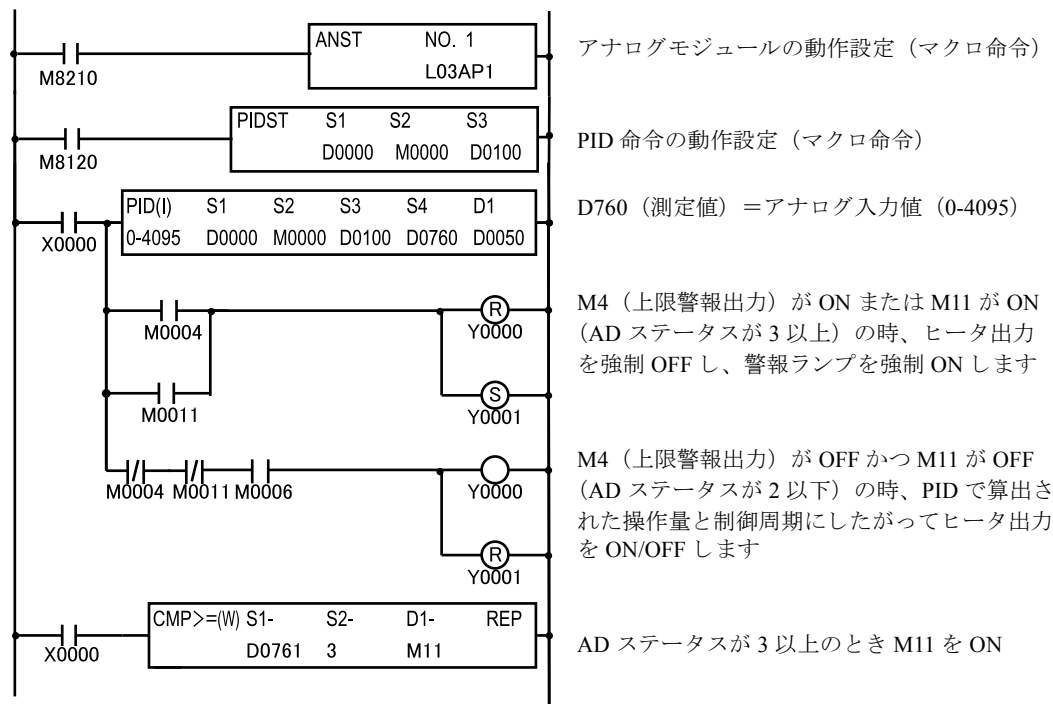 ANST NO. 1
L03AP1
M8210
アナログモジュールの動作設定（マクロ命令）
PIDST S1 S2 S3
D0000 M0000 D0100
M8120
PID 命令の動作設定（マクロ命令）
PID(I) S1 S2 S3 S4 D1
0-4095 D0000 M0000 D0100 D0760 D0050
X0000
D760（測定値）＝アナログ入力値（0-4095）
M0004
R
Y0000
M0011
S
Y0001
M4（上限警報出力）が ON または M11 が ON
（AD ステータスが 3 以上）の時、ヒータ出力
を強制 OFF し、警報ランプを強制 ON します
M0004 M0011 M0006
Y0000
R
Y0001
M4（上限警報出力）が OFF かつ M11 が OFF
（AD ステータスが 2 以下）の時、PID で算出さ
れた操作量と制御周期にしたがってヒータ出力
を ON/OFF します
CMP>=(W) S1- S2- D1- REP
D0761 3 M11
X0000
AD ステータスが 3 以上のとき M11 を ON